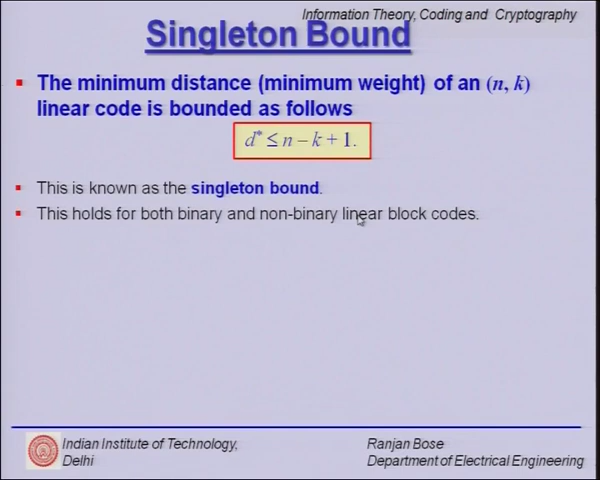 Information Theory, Coding and Cryptography
Singleton Bound
The minimum distance (minimum weight) of an (n, k)
linear code is bounded as follows
d* ≤ n – k + 1.
This is known as the singleton bound.
This holds for both binary and non-binary linear block codes.
Indian Institute of Technology,
Delhi
Ranjan Bose
Department of Electrical Engineering